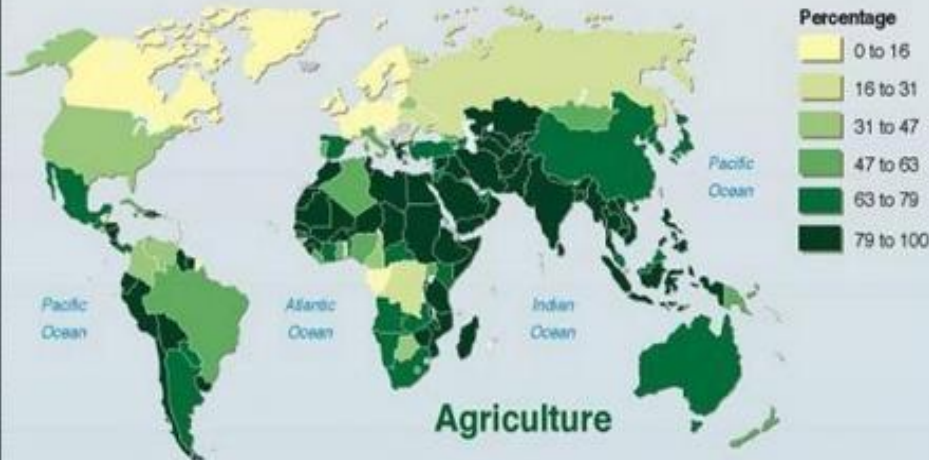 Percentage
0 to 16
16 to 31
31 to 47
47 to 63
63 to 79
79 to 100
Pacific
Ocean
Pacific
Ocean
Atlantic
Ocean
Indian
Ocean
Agriculture